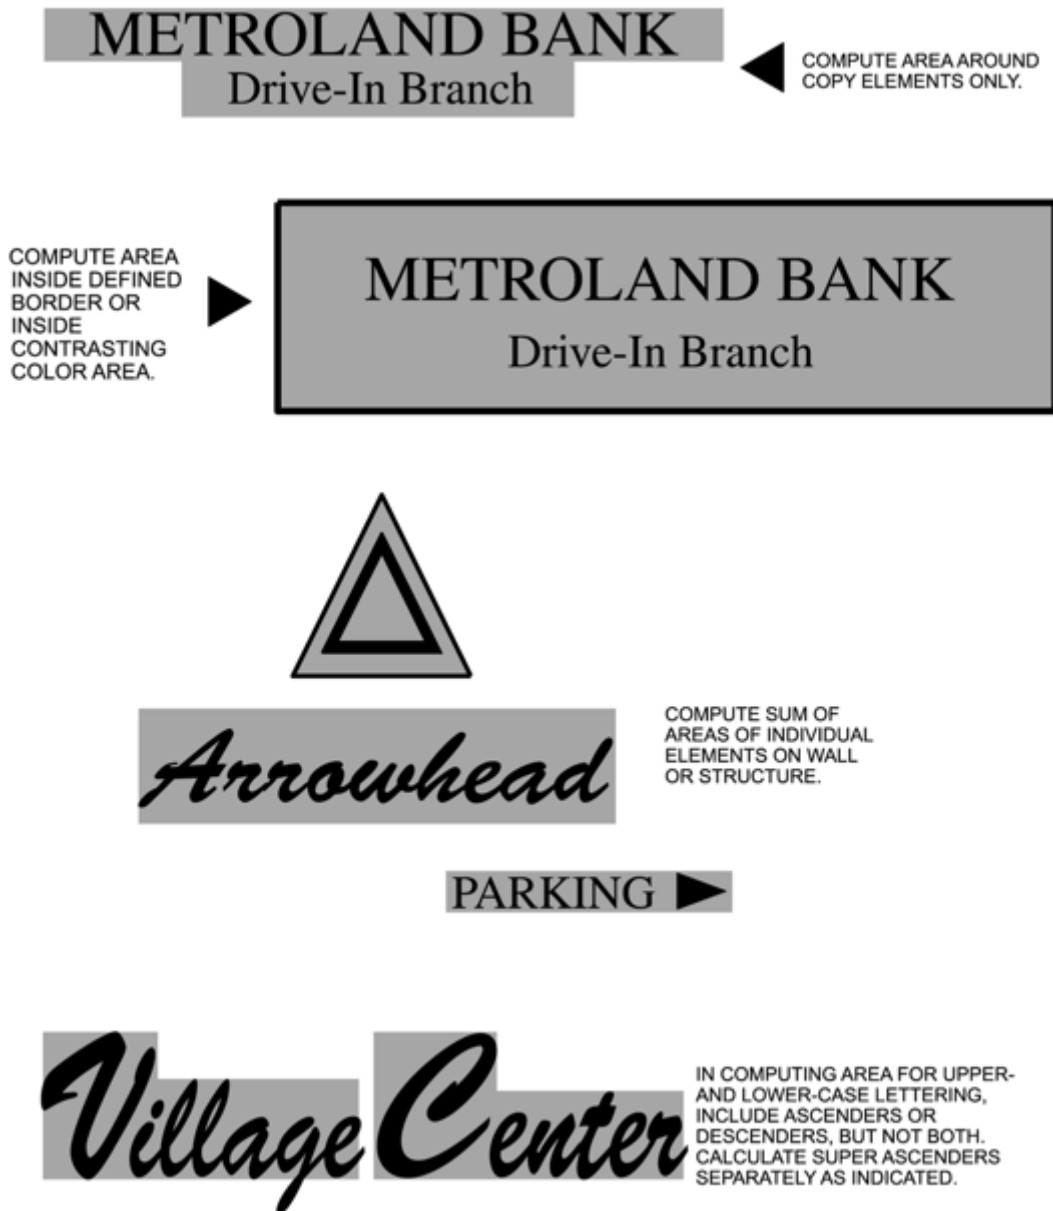 METROLAND BANK
Drive-In Branch
COMPUTE AREA AROUND
COPY ELEMENTS ONLY.
COMPUTE AREA
INSIDE DEFINED
BORDER OR
INSIDE
CONTRASTING
COLOR AREA.
METROLAND BANK
Drive-In Branch
Arrowhead
COMPUTE SUM OF
AREAS OF INDIVIDUAL
ELEMENTS ON WALL
OR STRUCTURE.
PARKING
Village Center
IN COMPUTING AREA FOR UPPER-
AND LOWER-CASE LETTERING,
INCLUDE ASCENDERS OR
DESCENDERS, BUT NOT BOTH.
CALCULATE SUPER ASCENDERS
SEPARATELY AS INDICATED.